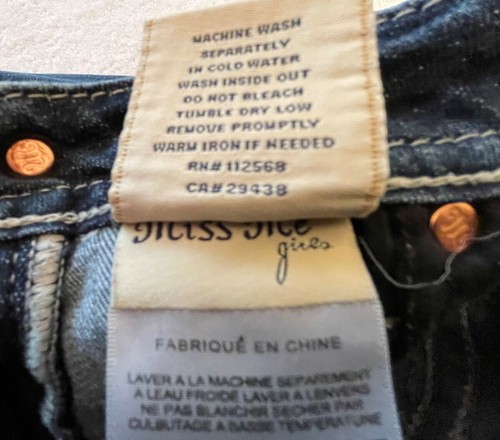 MACHINE WASH
SEPARATELY
IN COLD WATER
WASH INSIDE OUT
DO NOT BLEACH
TUMBLE DRY LOW
REMOVE PROMPTLY
WARM IRON IF NEEDED
RN# 112568
CA# 29438
Miss Me
girls
FABRIQUÉ EN CHINE
LAVER A LA MACHINE SEPAREMENT
A LEAU FROIDE LAVER A LENVERS
NE PAS BLANCHIR SECHER PAR
CULBUTAGE A BASSE TEMPERATURE